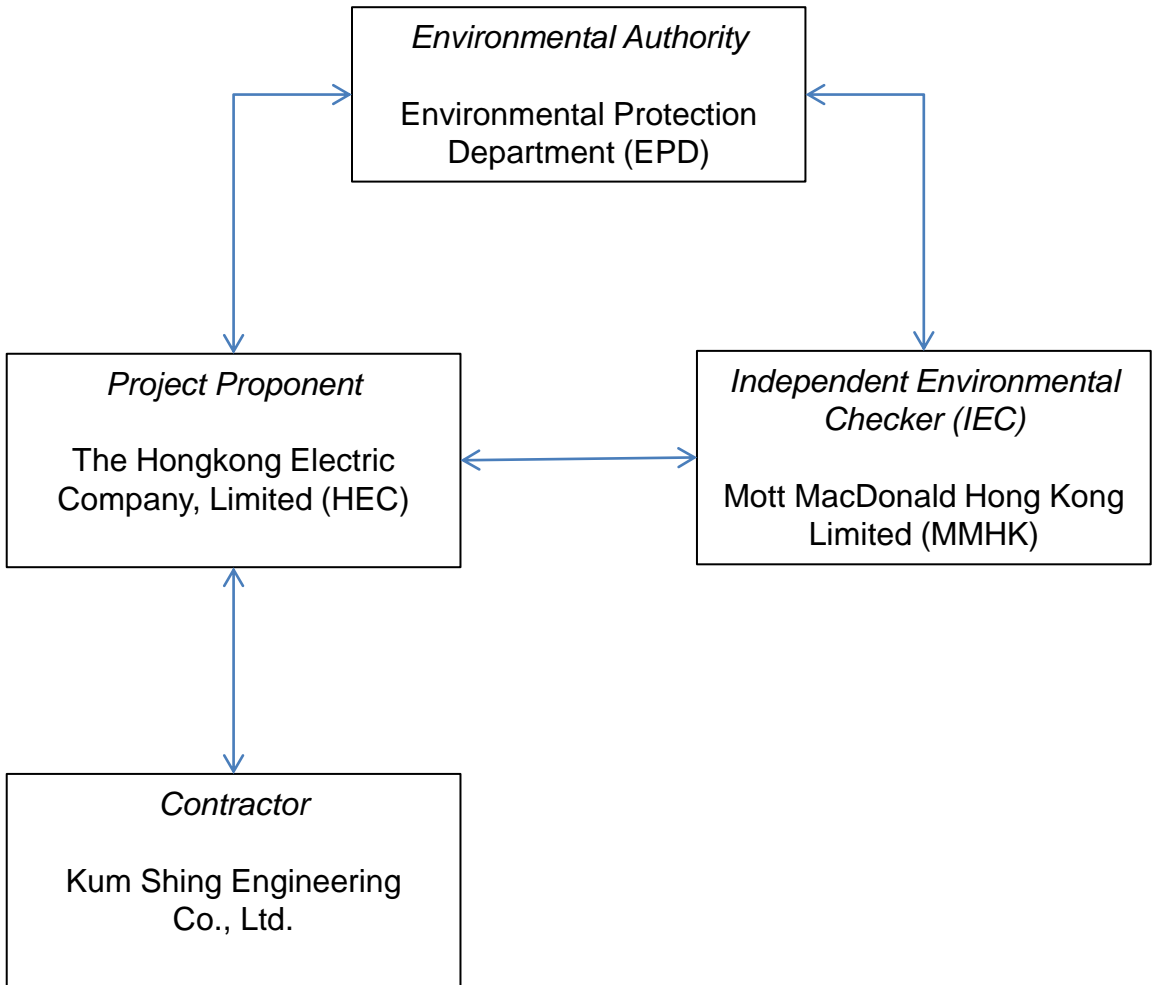 Environmental Authority
Environmental Protection
Department (EPD)
Project Proponent
The Hongkong Electric
Company, Limited (HEC)
Independent Environmental
Checker (IEC)
Mott MacDonald Hong Kong
Limited (MMHK)
Contractor
Kum Shing Engineering
Co., Ltd.